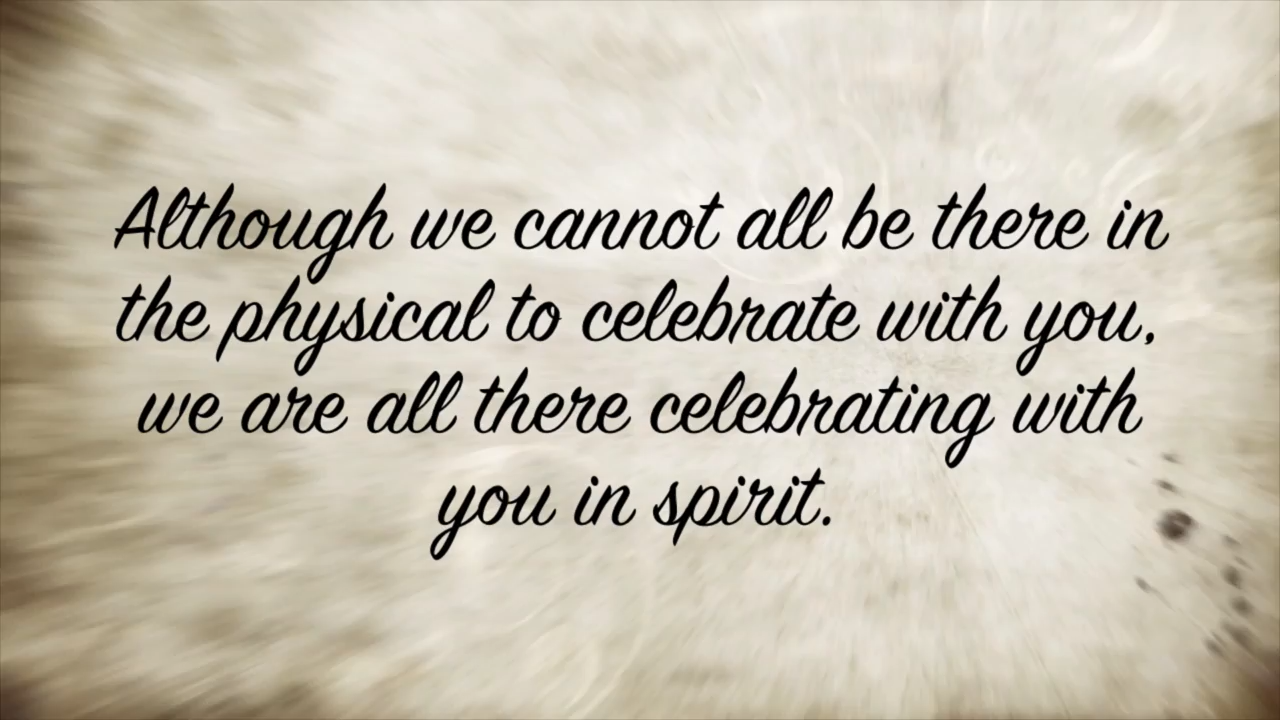 Although we cannot all be there in
the physical to celebrate with you,
we are all there celebrating with
you in spirit.